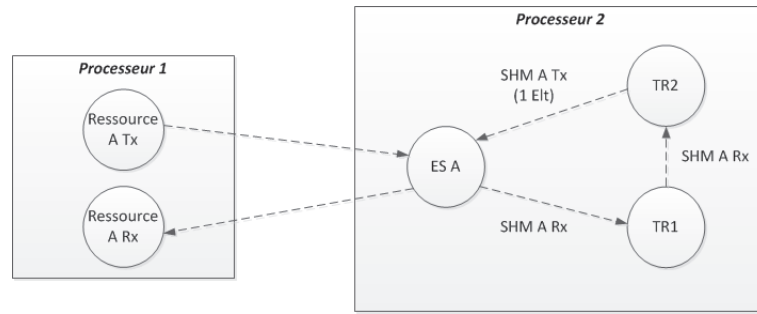 Processeur 1
Ressource
A Tx
Ressource
A Rx
Processeur 2
SHM A Tx
(1 Elt)
TR2
ES A
SHM A Rx
SHM A Rx
TR1